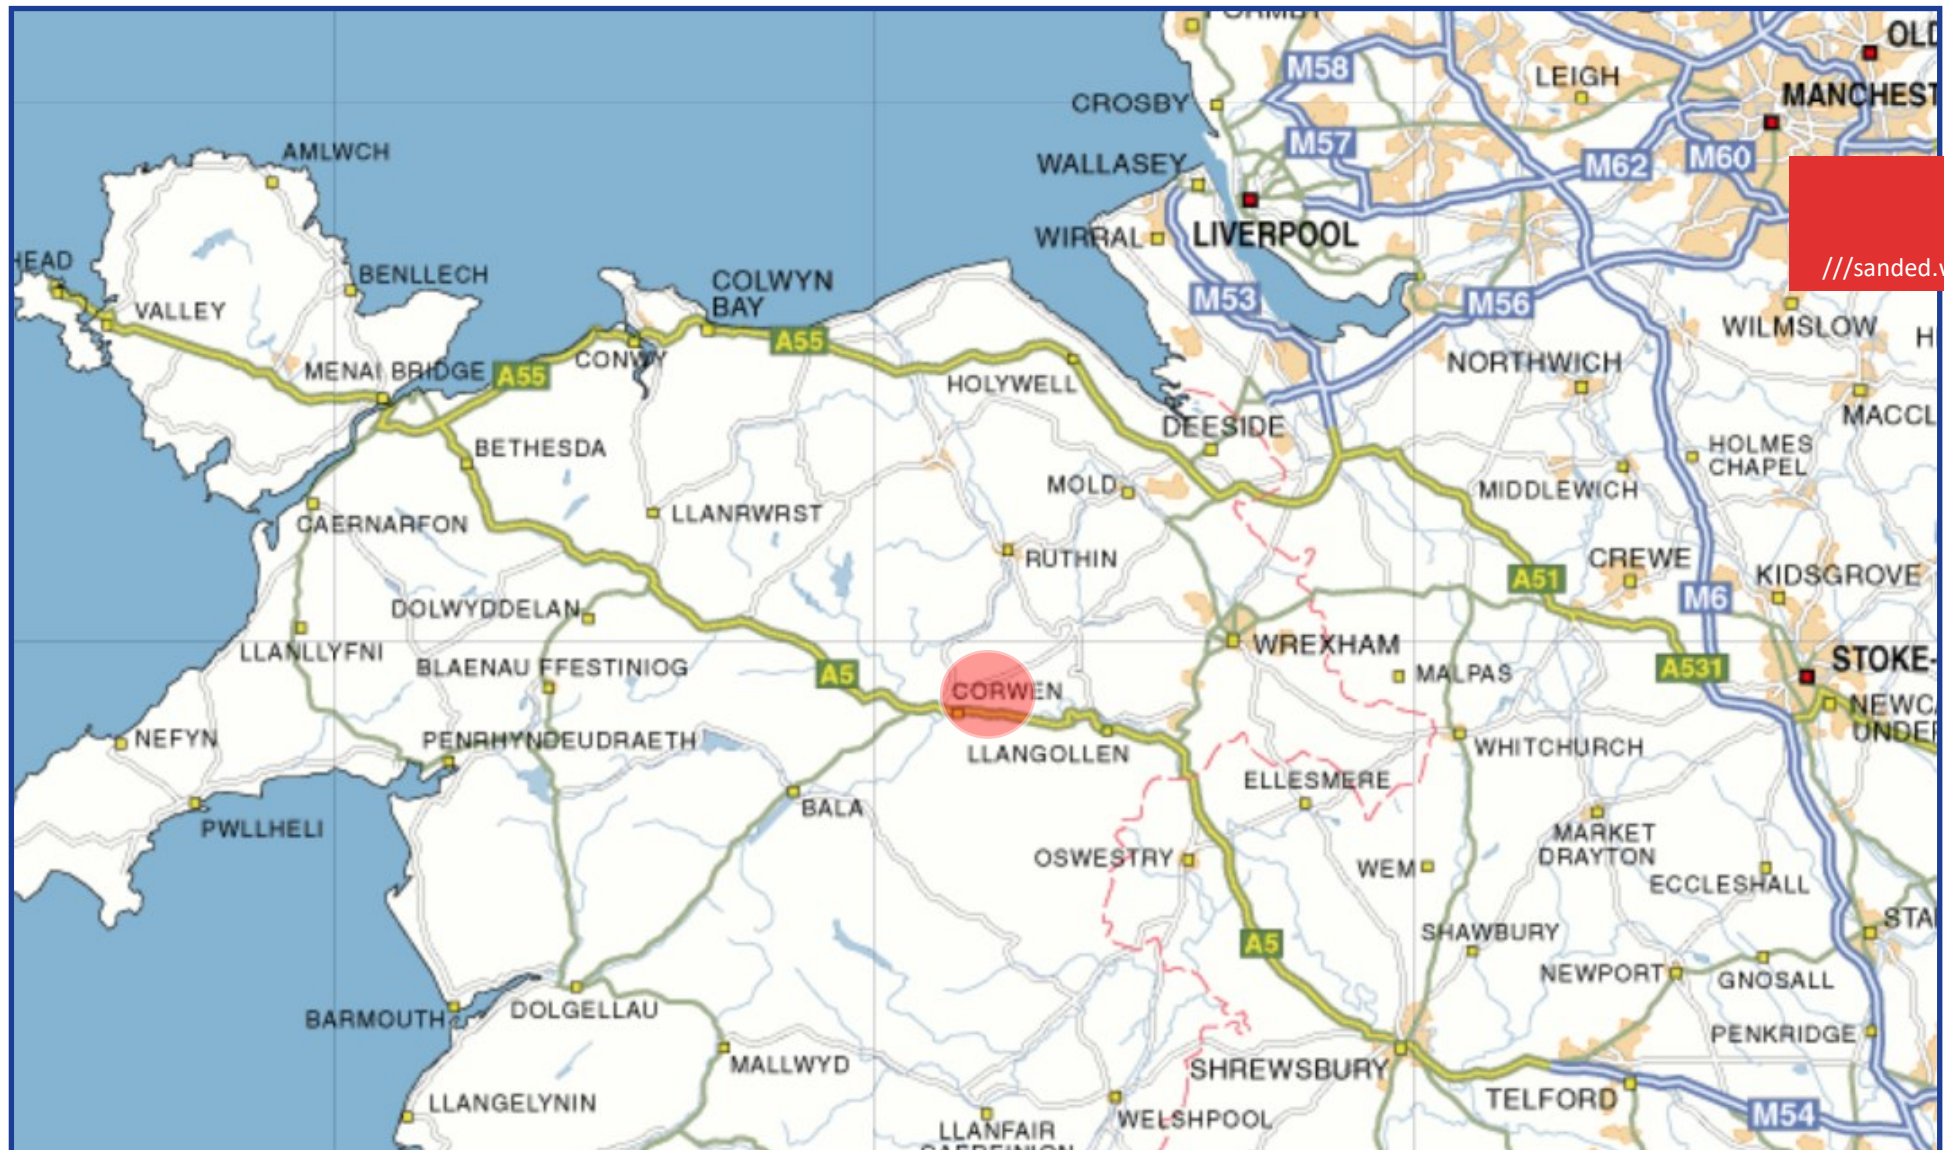 M58
LEIGH
OLD
MANCHEST
CROSBY
M57
M62
M60
AMLWCH
WALLASEY
LIVERPOOL
WIRRAL
HEAD
BENLLECH
COLWYN
BAY
///sanded.v
VALLEY
M53
M56
WILMSLOW
H
A55
CONWY
MENAI BRIDGE
A55
HOLYWELL
NORTHWICH
MACCL
DEESIDE
BETHESDA
HOLMES
CHAPEL
MOLD
MIDDLEWICH
CAERNARFON
LLANRWRST
RUTHIN
CREWE
A51
KIDSGROVE
M6
DOLWYDDELAN
LLANLLYFNI
WREXHAM
STOKE-
BLAENAU FFESTINIOG
A5
MALPAS
A531
CORWEN
NEWCA
UNDER
NEFYN
PENRHYNDEUDRAETH
LLANGOLLEN
WHITCHURCH
ELLESMERE
BALA
PWLLHELI
MARKET
DRAYTON
OSWESTRY
WEM
ECCLESHALL
STA
SHAWBURY
A5
NEWPORT
GNOSALL
DOLGELLAU
BARMOUTH
PENKRIDGE
MALLWYD
SHREWSBURY
TELFORD
LLANGELYNIN
M54
WELSHPOOL
LLANFAIR